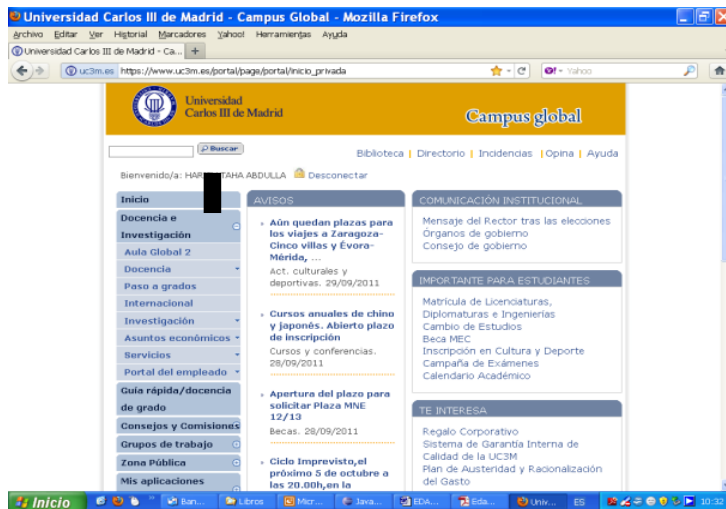 Universidad Carlos III de Madrid - Campus Global - Mozilla Firefox
Archivo Editar Ver Historial Marcadores Yahoo! Herramientas Ayuda
Universidad Carlos III de Madrid - Ca... +
uc3m.es https://www.uc3m.es/portal/page/portal/inicio_privada Yahoo
Universidad
Carlos III de Madrid
Campus global
Buscar
Biblioteca | Directorio | Incidencias | Opina | Ayuda
Bienvenido/a: TAHA ABDULLA Desconectar
Inicio
Docencia e
Investigación
Aula Global 2
Docencia
Paso a grados
Internacional
Investigación
Asuntos económicos
Servicios
Portal del empleado
Guía rápida/docencia
de grado
Consejos y Comisiones
Grupos de trabajo
Zona Pública
Mis aplicaciones
AVISOS
Aún quedan plazas para
los viajes a Zaragoza-
Cinco villas y Évora-
Mérida, ...
Act. culturales y
deportivas. 29/09/2011
Cursos anuales de chino
y japonés. Abierto plazo
de inscripción
Cursos y conferencias.
28/09/2011
Apertura del plazo para
solicitar Plaza MNE
12/13
Becas. 28/09/2011
Ciclo Imprevisto,el
próximo 5 de octubre a
las 20.00h,en la
COMUNICACIÓN INSTITUCIONAL
Mensaje del Rector tras las elecciones
Órganos de gobierno
Consejo de gobierno
IMPORTANTE PARA ESTUDIANTES
Matrícula de Licenciaturas,
Diplomaturas e Ingenierías
Cambio de Estudios
Beca MEC
Inscripción en Cultura y Deporte
Campaña de Exámenes
Calendario Académico
TE INTERESA
Regalo Corporativo
Sistema de Garantía Interna de
Calidad de la UC3M
Plan de Austeridad y Racionalización
del Gasto
Inicio Ban... Libros Micr... Java... EDA... Eda... Univ... ES 10:32